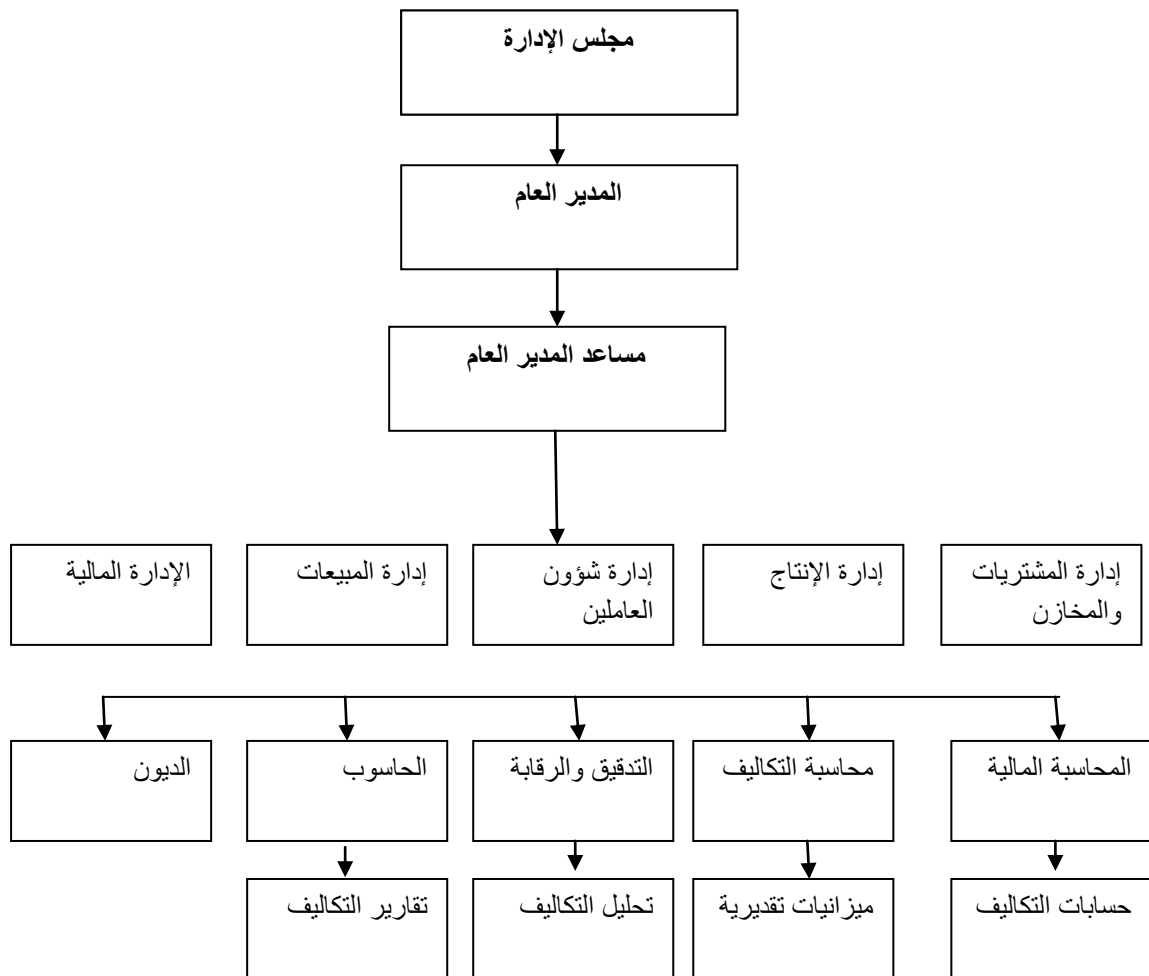 مجلس الإدارة
المدير العام
مساعد المدير العام
إدارة المشتريات
والمخازن
إدارة الإنتاج
إدارة شؤون
العاملين
إدارة المبيعات
الإدارة المالية
المحاسبة المالية
محاسبة التكاليف
التدقيق والرقابة
الحاسوب
الديون
حسابات التكاليف
ميزانيات تقديرية
تحليل التكاليف
تقارير التكاليف